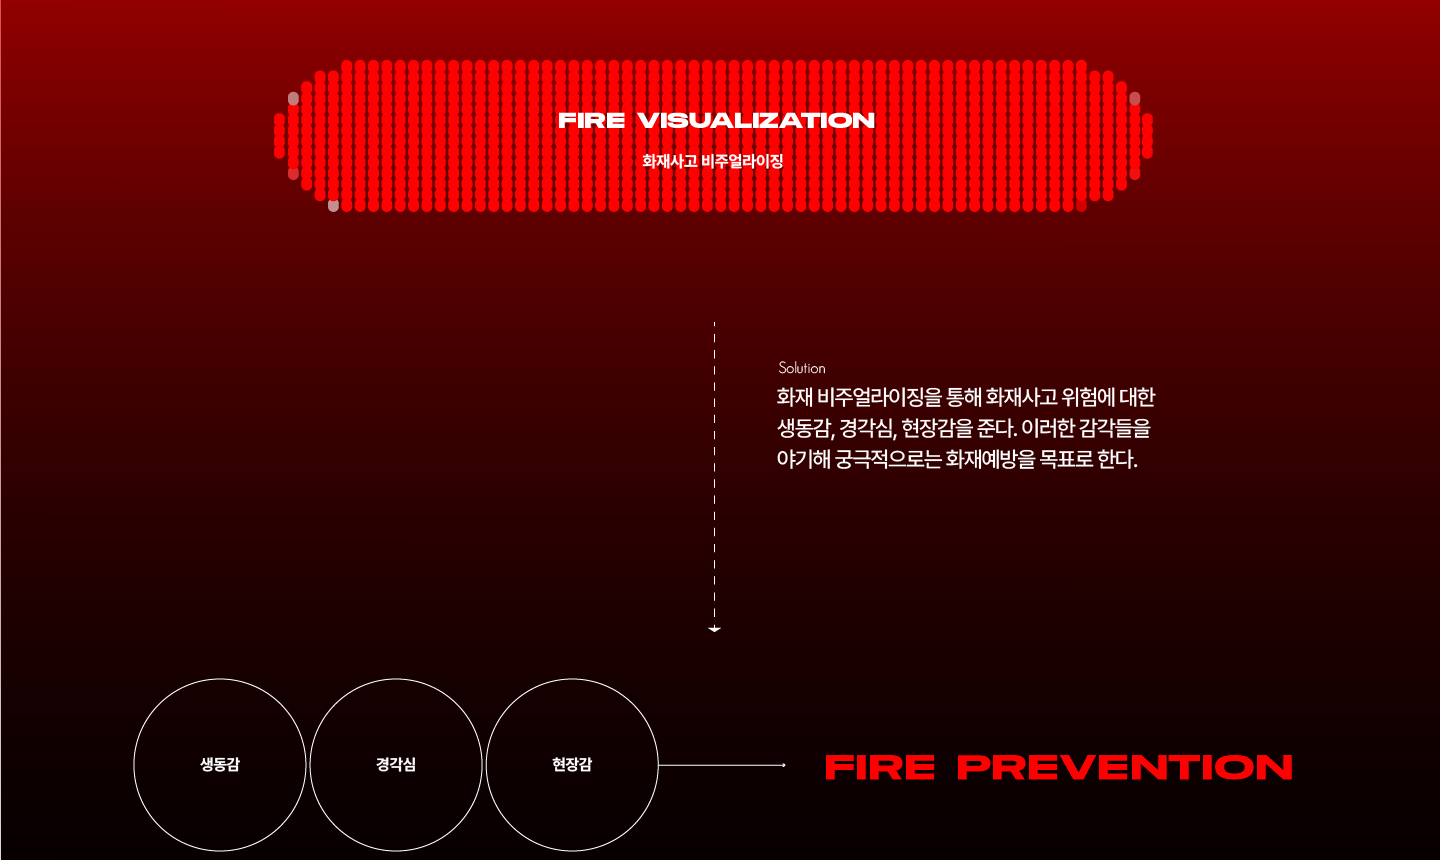 FIRE VISUALIZATION
화재사고 비주얼라이징
Solution
화재 비주얼라이징을 통해 화재사고 위험에 대한
생동감, 경각심, 현장감을 준다. 이러한 감각들을
야기해 궁극적으로는 화재예방을 목표로 한다.
생동감
경각심
현장감
FIRE PREVENTION